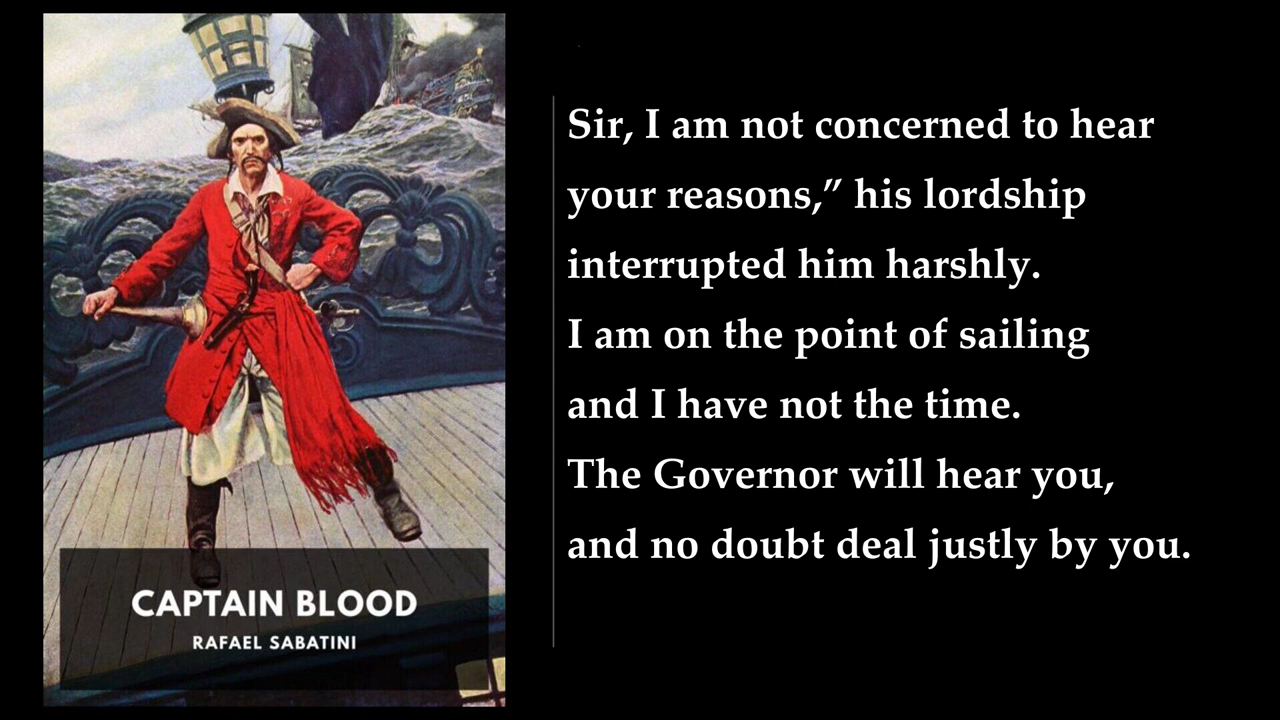 CAPTAIN BLOOD
RAFAEL SABATINI
Sir, I am not concerned to hear
your reasons,” his lordship
interrupted him harshly.
I am on the point of sailing
and I have not the time.
The Governor will hear you,
and no doubt deal justly by you.